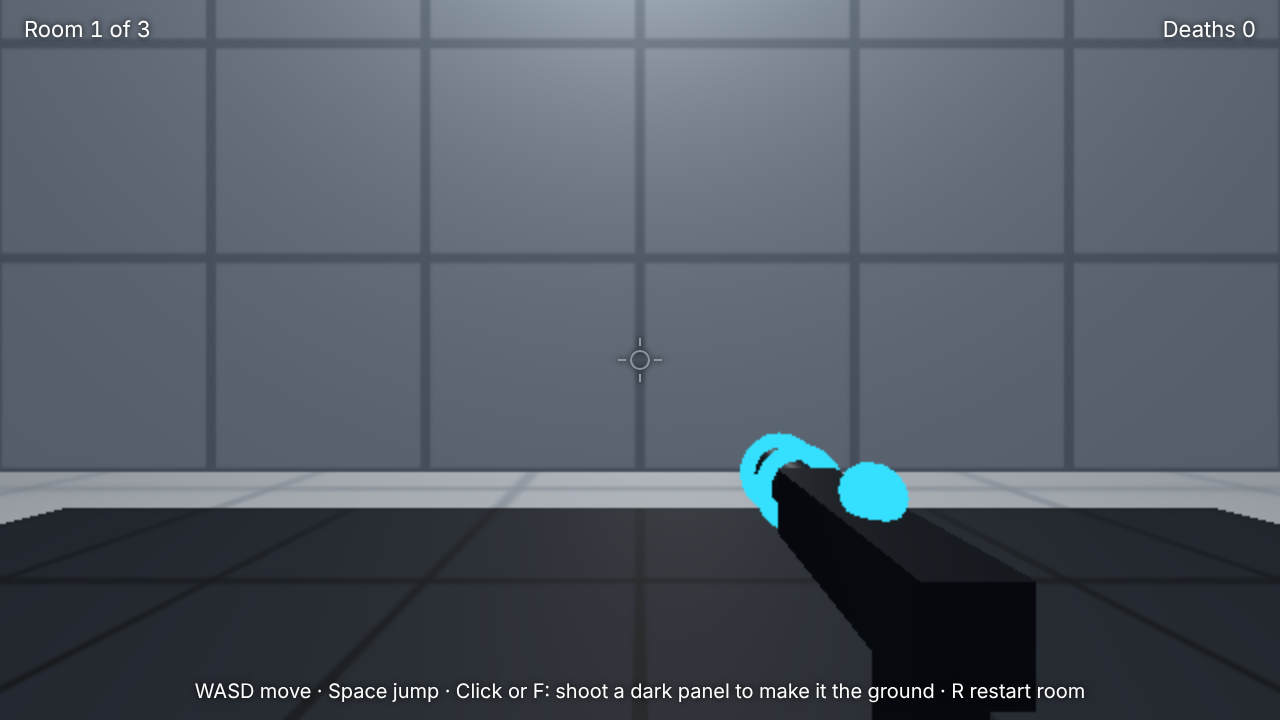 Room 1 of 3
Deaths 0
WASD move · Space jump · Click or F: shoot a dark panel to make it the ground · R restart room